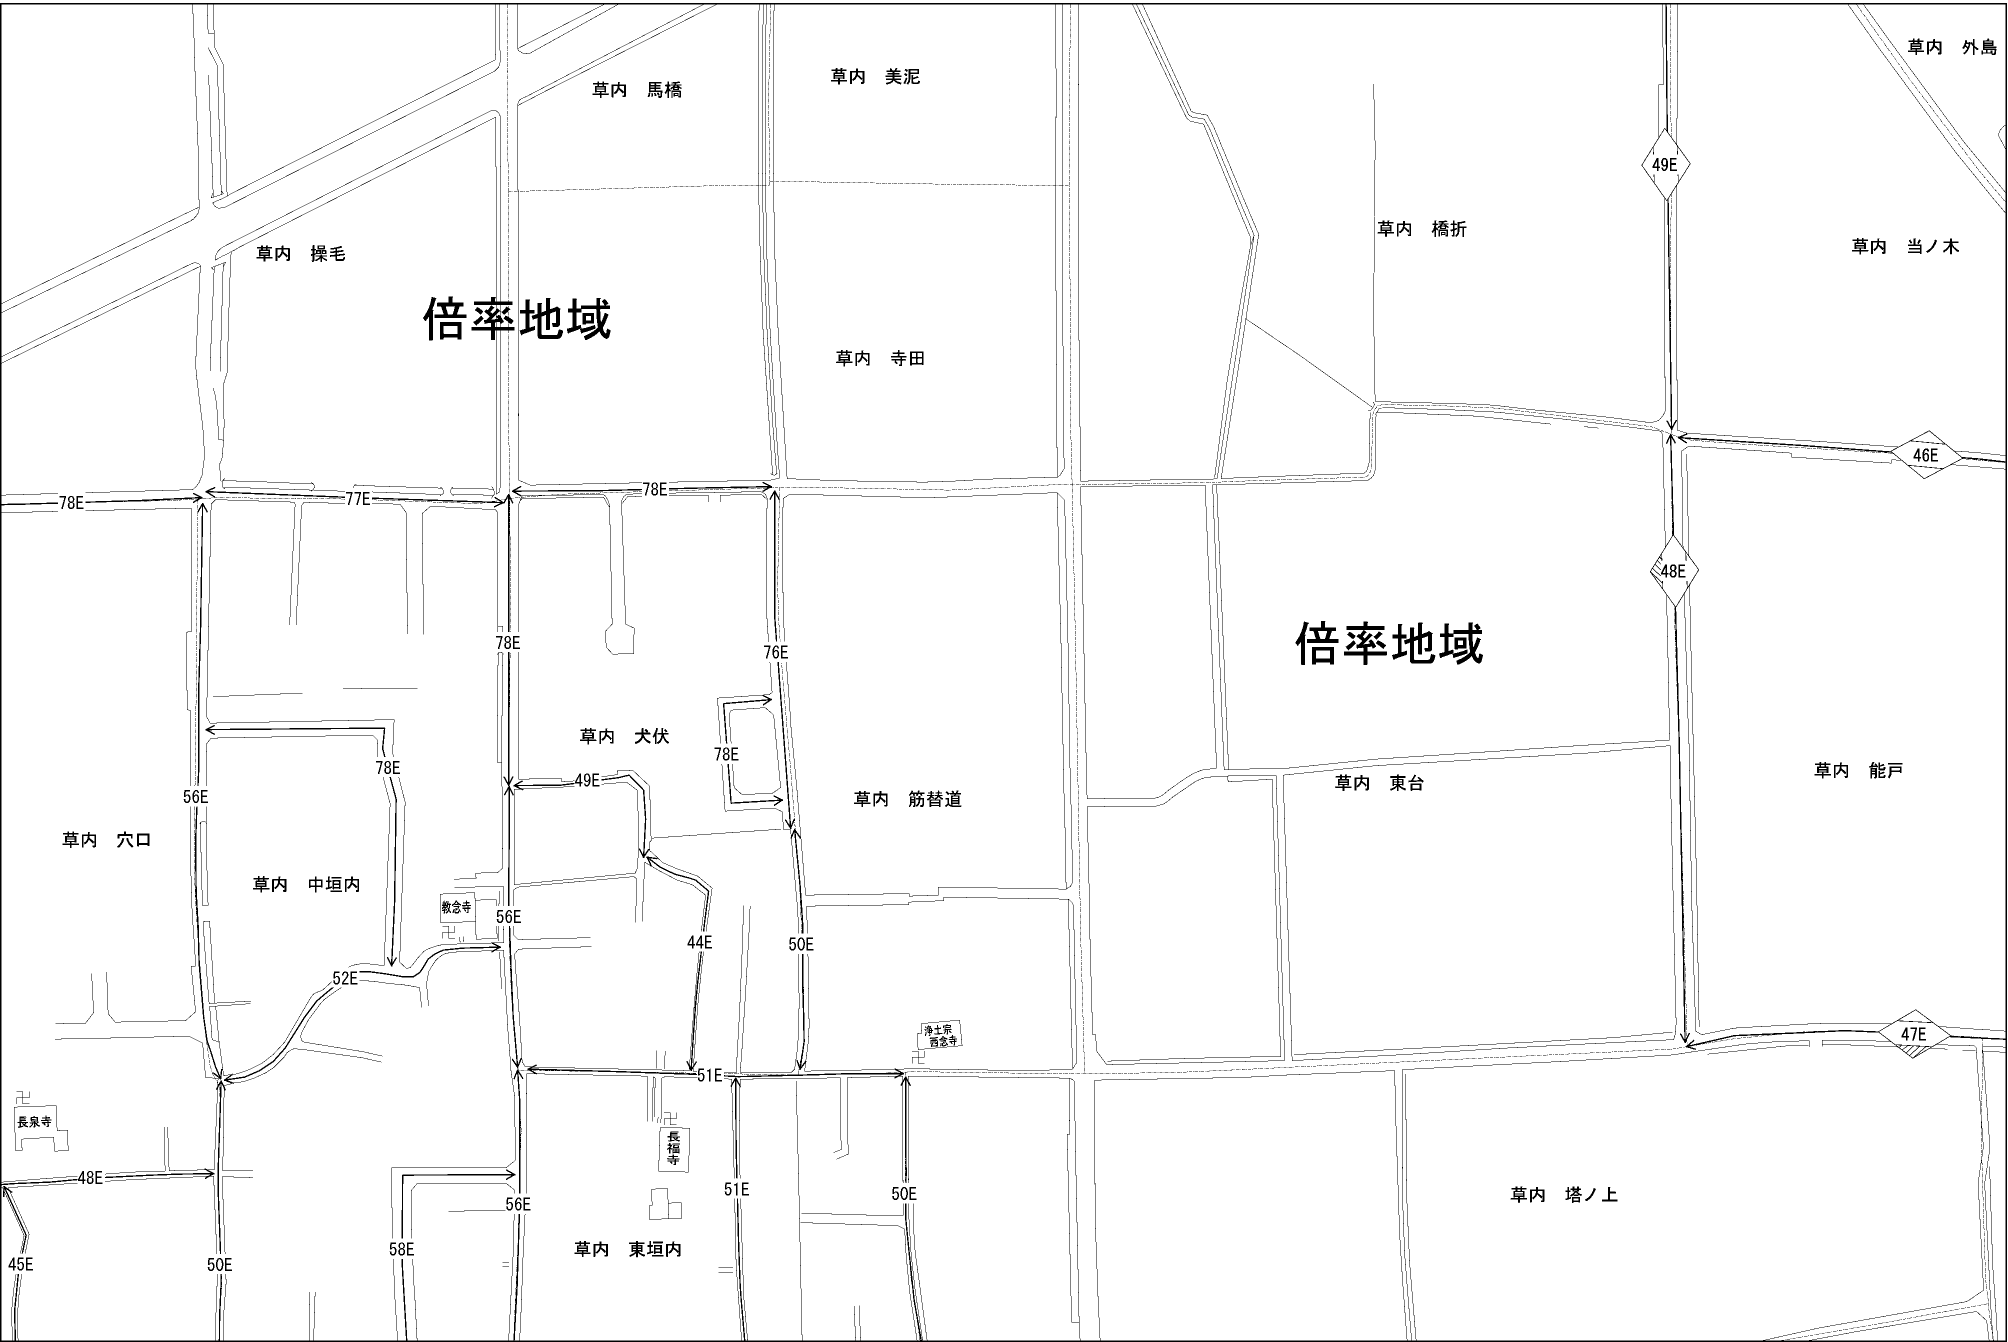 草内　外島
草内　美泥
草内　馬橋
49E
草内　橋折
草内　当ノ木
草内　操毛
倍率地域
草内　寺田
46E
78E
77E
78E
48E
78E
76E
倍率地域
草内　犬伏
78E
78E
49E
56E
草内　東台
草内　能戸
草内　筋替道
草内　穴口
草内　中垣内
教念寺
56E
44E
50E
52E
浄土宗
西念寺
47E
51E
長泉寺
長福寺
48E
51E
50E
56E
草内　塔ノ上
58E
草内　東垣内
45E
50E